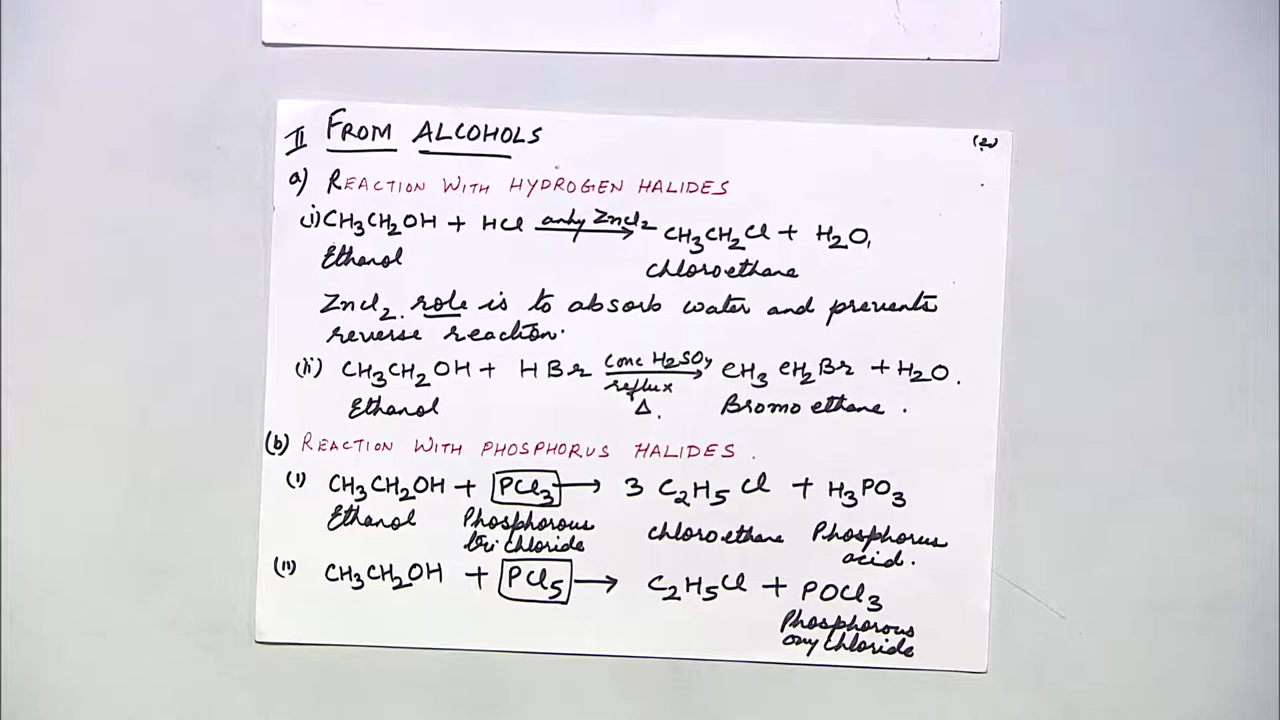 II FROM ALCOHOLS (2)
a) REACTION WITH HYDROGEN HALIDES
i) CH3CH2OH + HCl anhy ZnCl2 → CH3CH2Cl + H2O,
Ethanol chloroethane
ZnCl2 role is to absorb water and prevents
reverse reaction.
(ii) CH3CH2OH + HBr conc H2SO4 reflux Δ. → CH3CH2Br + H2O.
Ethanol Bromoethane.
(b) REACTION WITH PHOSPHORUS HALIDES.
(i) CH3CH2OH + PCl3 → 3 C2H5Cl + H3PO3
Ethanol Phosphorous chloroethane Phosphorus
tri chloride acid.
(ii) CH3CH2OH + PCl5 → C2H5Cl + POCl3
Phosphorous
oxy chloride